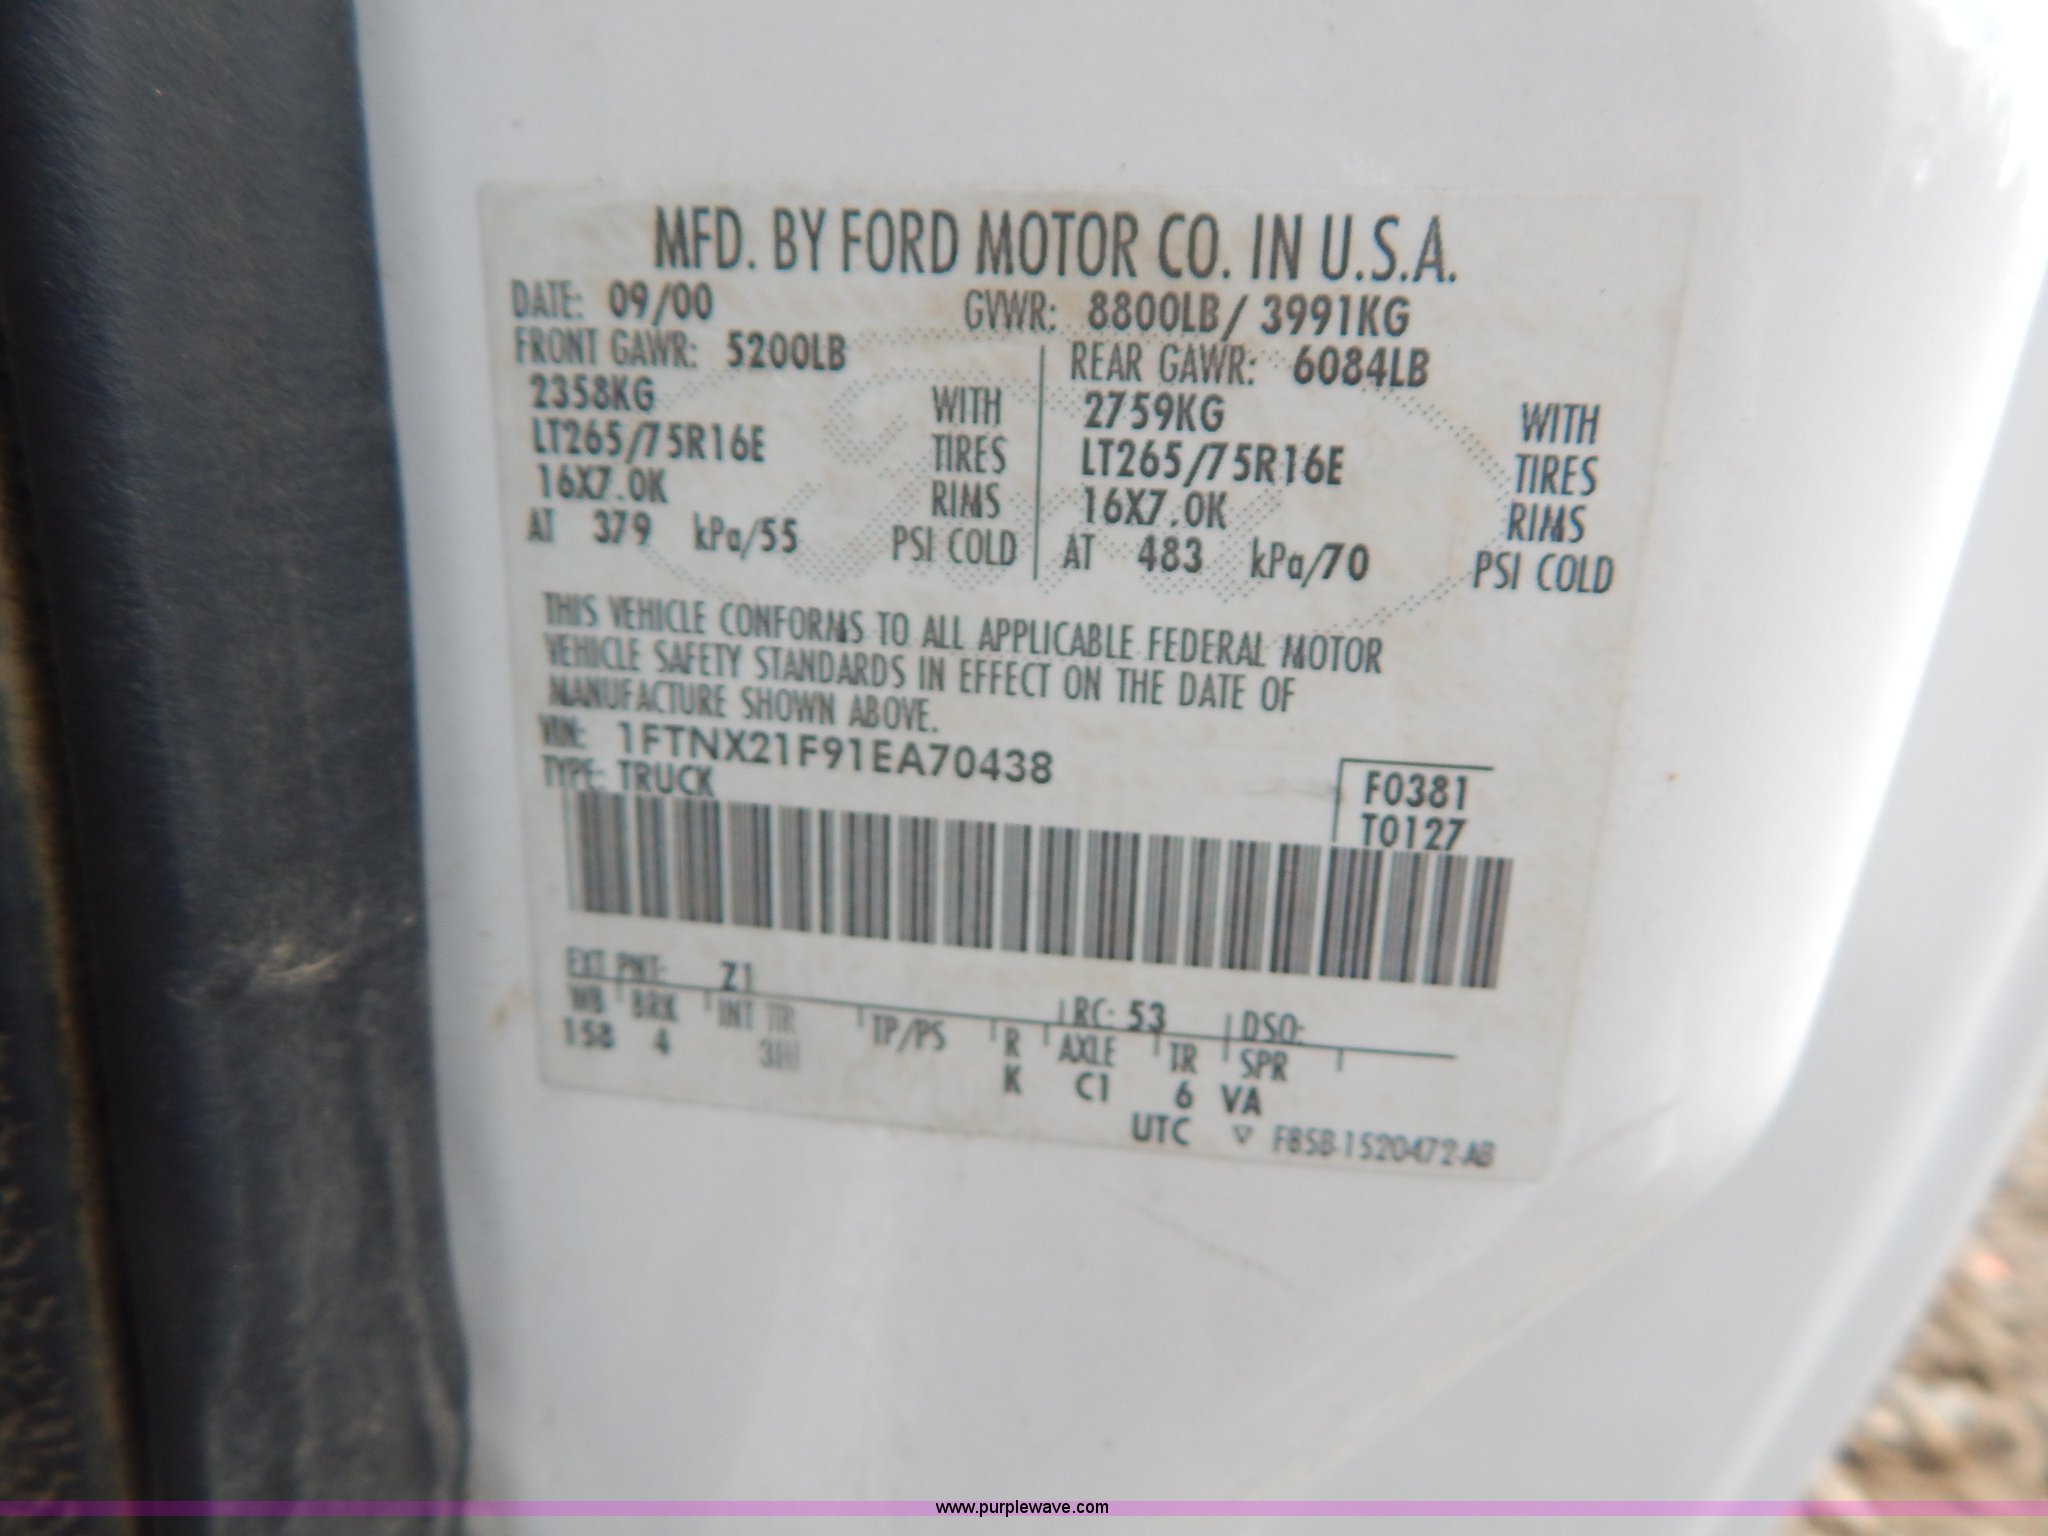 MFD. BY FORD MOTOR CO. IN U.S.A.
DATE: 09/00 GVWR: 8800LB/ 3991KG
FRONT GAWR: 5200LB REAR GAWR: 6084LB
2358KG WITH 2759KG WITH
LT265/75R16E TIRES LT265/75R16E TIRES
16X7.0K RIMS 16X7.0K RIMS
AT 379 kPa/55 PSI COLD AT 483 kPa/70 PSI COLD
THIS VEHICLE CONFORMS TO ALL APPLICABLE FEDERAL MOTOR
VEHICLE SAFETY STANDARDS IN EFFECT ON THE DATE OF
MANUFACTURE SHOWN ABOVE.
VIN: 1FTNX21F91EA70438
TYPE: TRUCK
F0381
T0127
EXT PNT: Z1 RC: 53 DSO:
WB BRK INT TR TP/PS R AXLE TR SPR
158 4 K C1 6 VA
UTC ▽ F85B-1520472-AB
www.purplewave.com